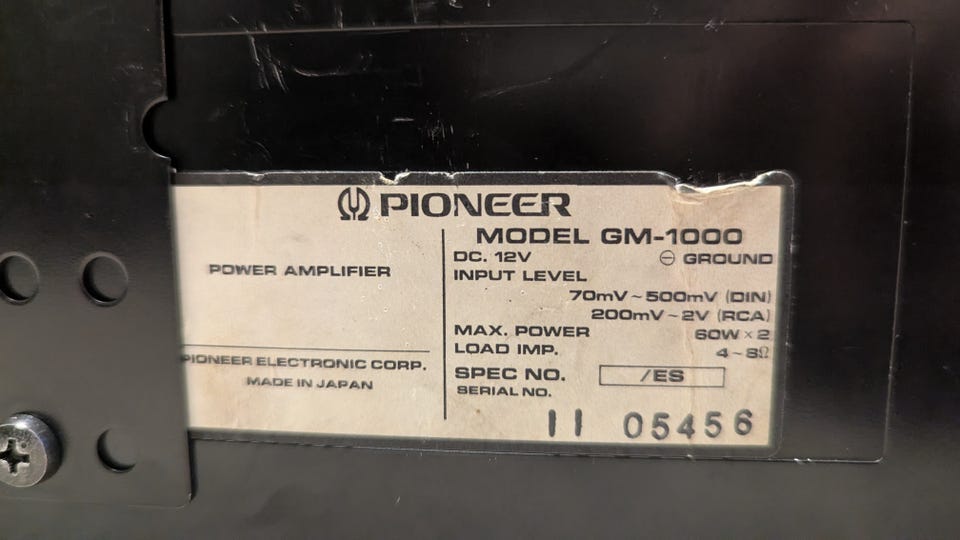 PIONEER
POWER AMPLIFIER
PIONEER ELECTRONIC CORP.
MADE IN JAPAN
MODEL GM-1000
DC. 12V ⊖ GROUND
INPUT LEVEL
70mV~500mV (DIN)
200mV~2V (RCA)
MAX. POWER 60W×2
LOAD IMP. 4~8Ω
SPEC NO. /ES
SERIAL NO.
II 05456